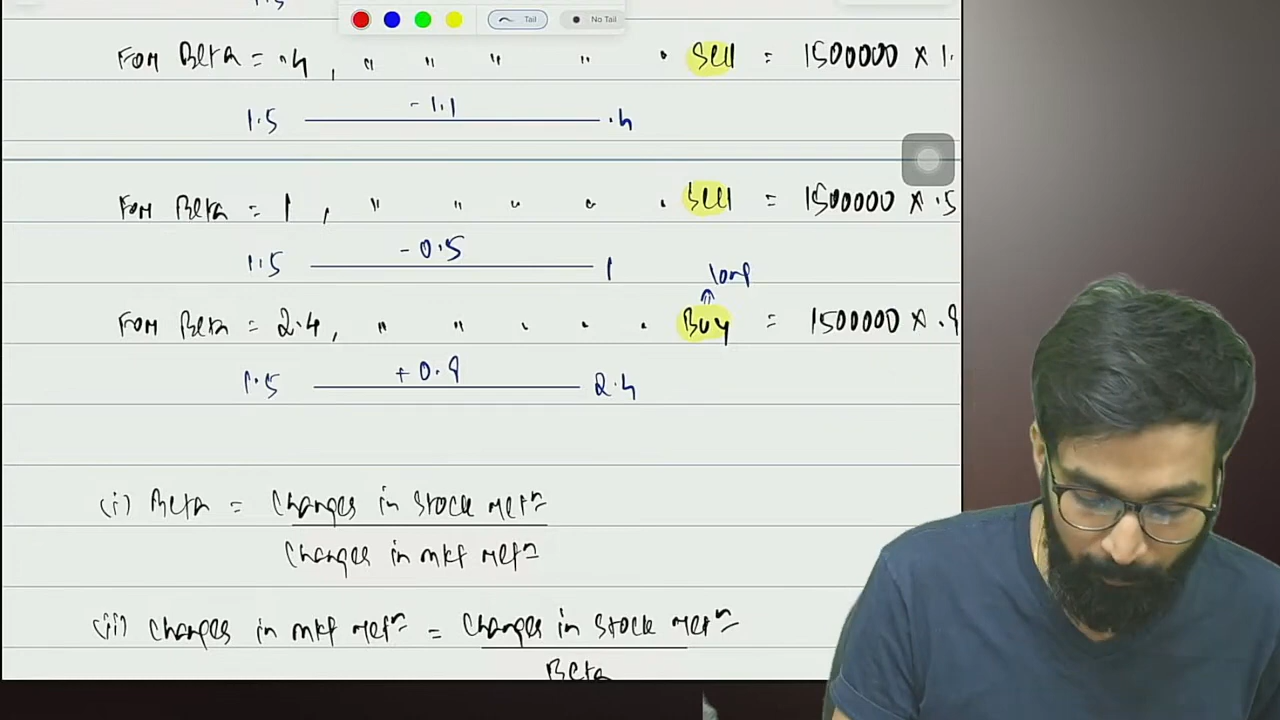 Tail No Tail
For Beta = .4, " " " " . Sell = 1500000 X 1.
1.5 -1.1 .4
For Beta = 1, " " " " . Sell = 1500000 X .5
1.5 -0.5 1
long
For Beta = 2.4, " " . . . Buy = 1500000 X .9
1.5 +0.9 2.4
(i) Beta = Changes in Stock retn
Changes in mkt retn
(ii) Changes in mkt retn = Changes in Stock retn
Beta